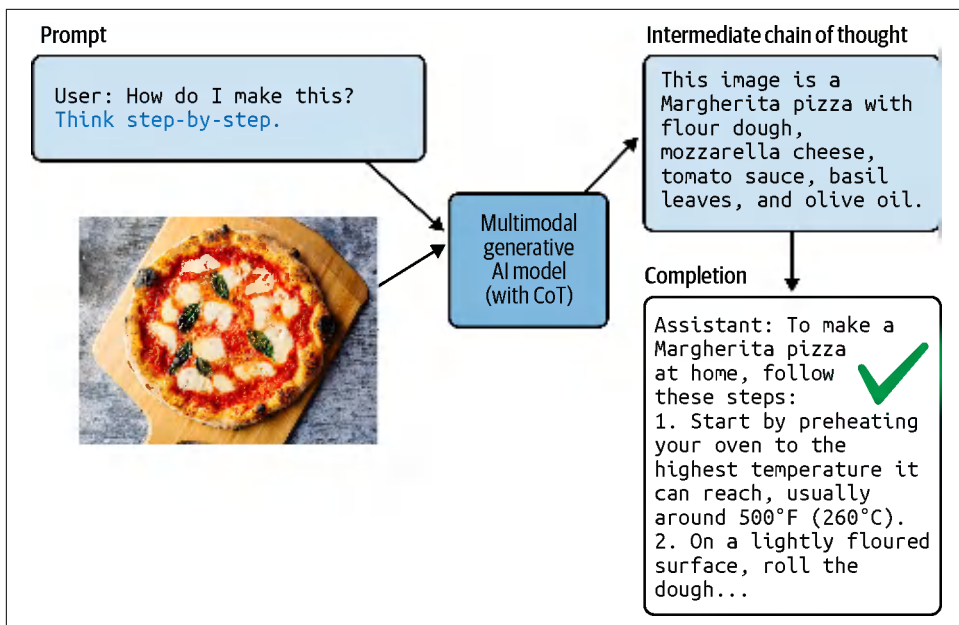 Prompt
User: How do I make this?
Think step-by-step.
Multimodal
generative
AI model
(with CoT)
Intermediate chain of thought
This image is a
Margherita pizza with
flour dough,
mozzarella cheese,
tomato sauce, basil
leaves, and olive oil.
Completion
Assistant: To make a
Margherita pizza
at home, follow
these steps:
1. Start by preheating
your oven to the
highest temperature it
can reach, usually
around 500°F (260°C).
2. On a lightly floured
surface, roll the
dough...